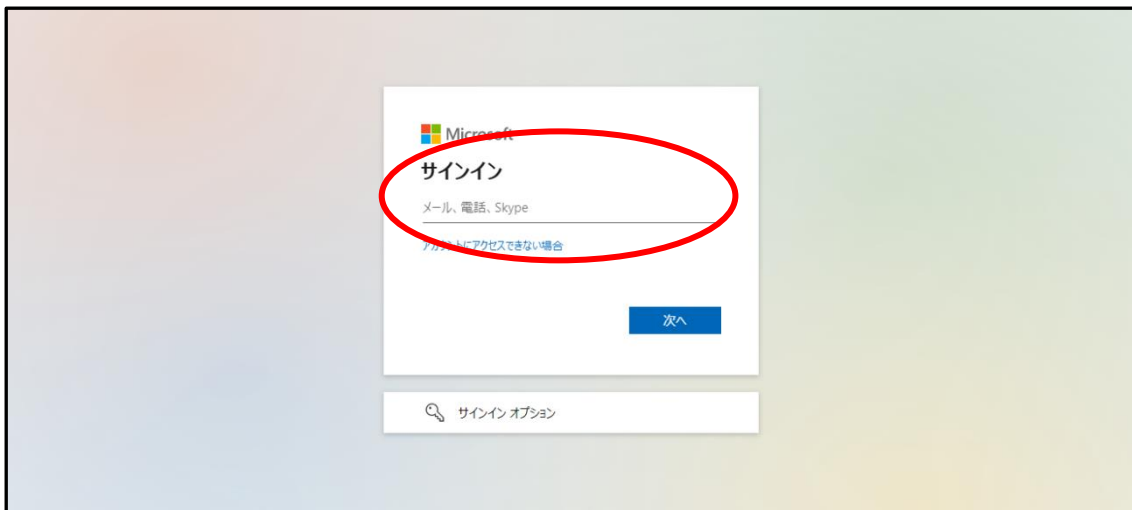 Microsoft
サインイン
メール、電話、Skype
アカウントにアクセスできない場合
次へ
サインイン オプション